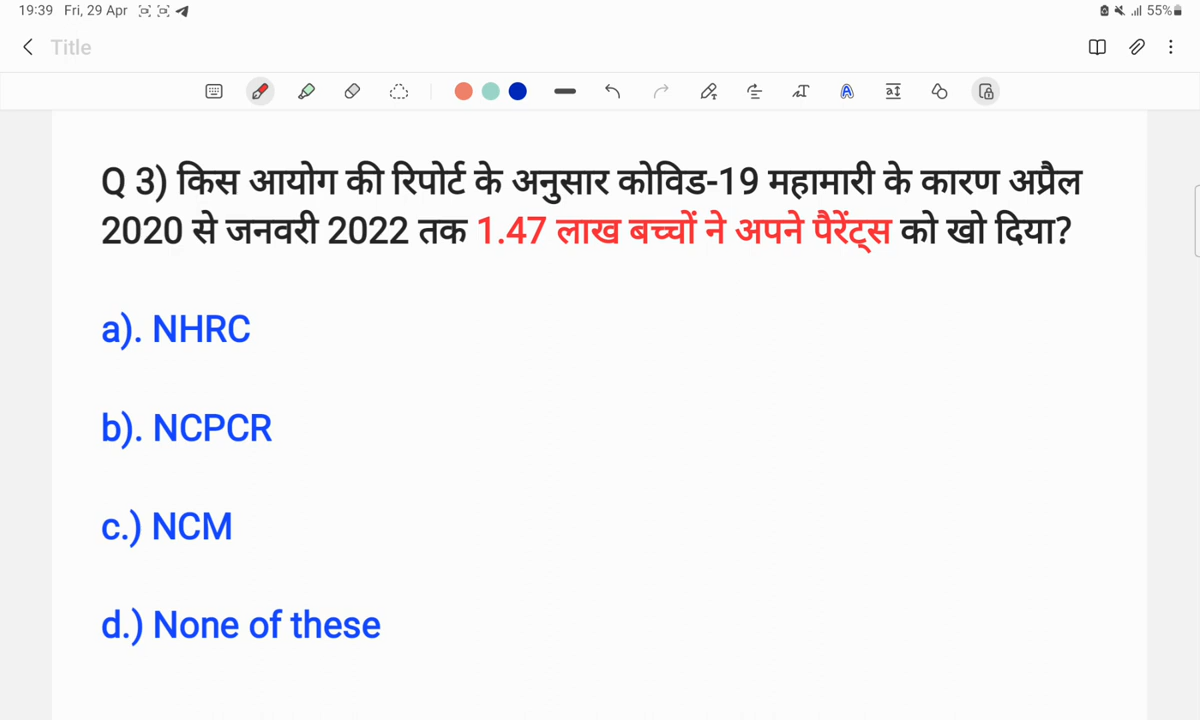 19:39 Fri, 29 Apr 55%
Title
Q 3) किस आयोग की रिपोर्ट के अनुसार कोविड-19 महामारी के कारण अप्रैल
2020 से जनवरी 2022 तक 1.47 लाख बच्चों ने अपने पैरेंट्स को खो दिया?
a). NHRC
b). NCPCR
c.) NCM
d.) None of these